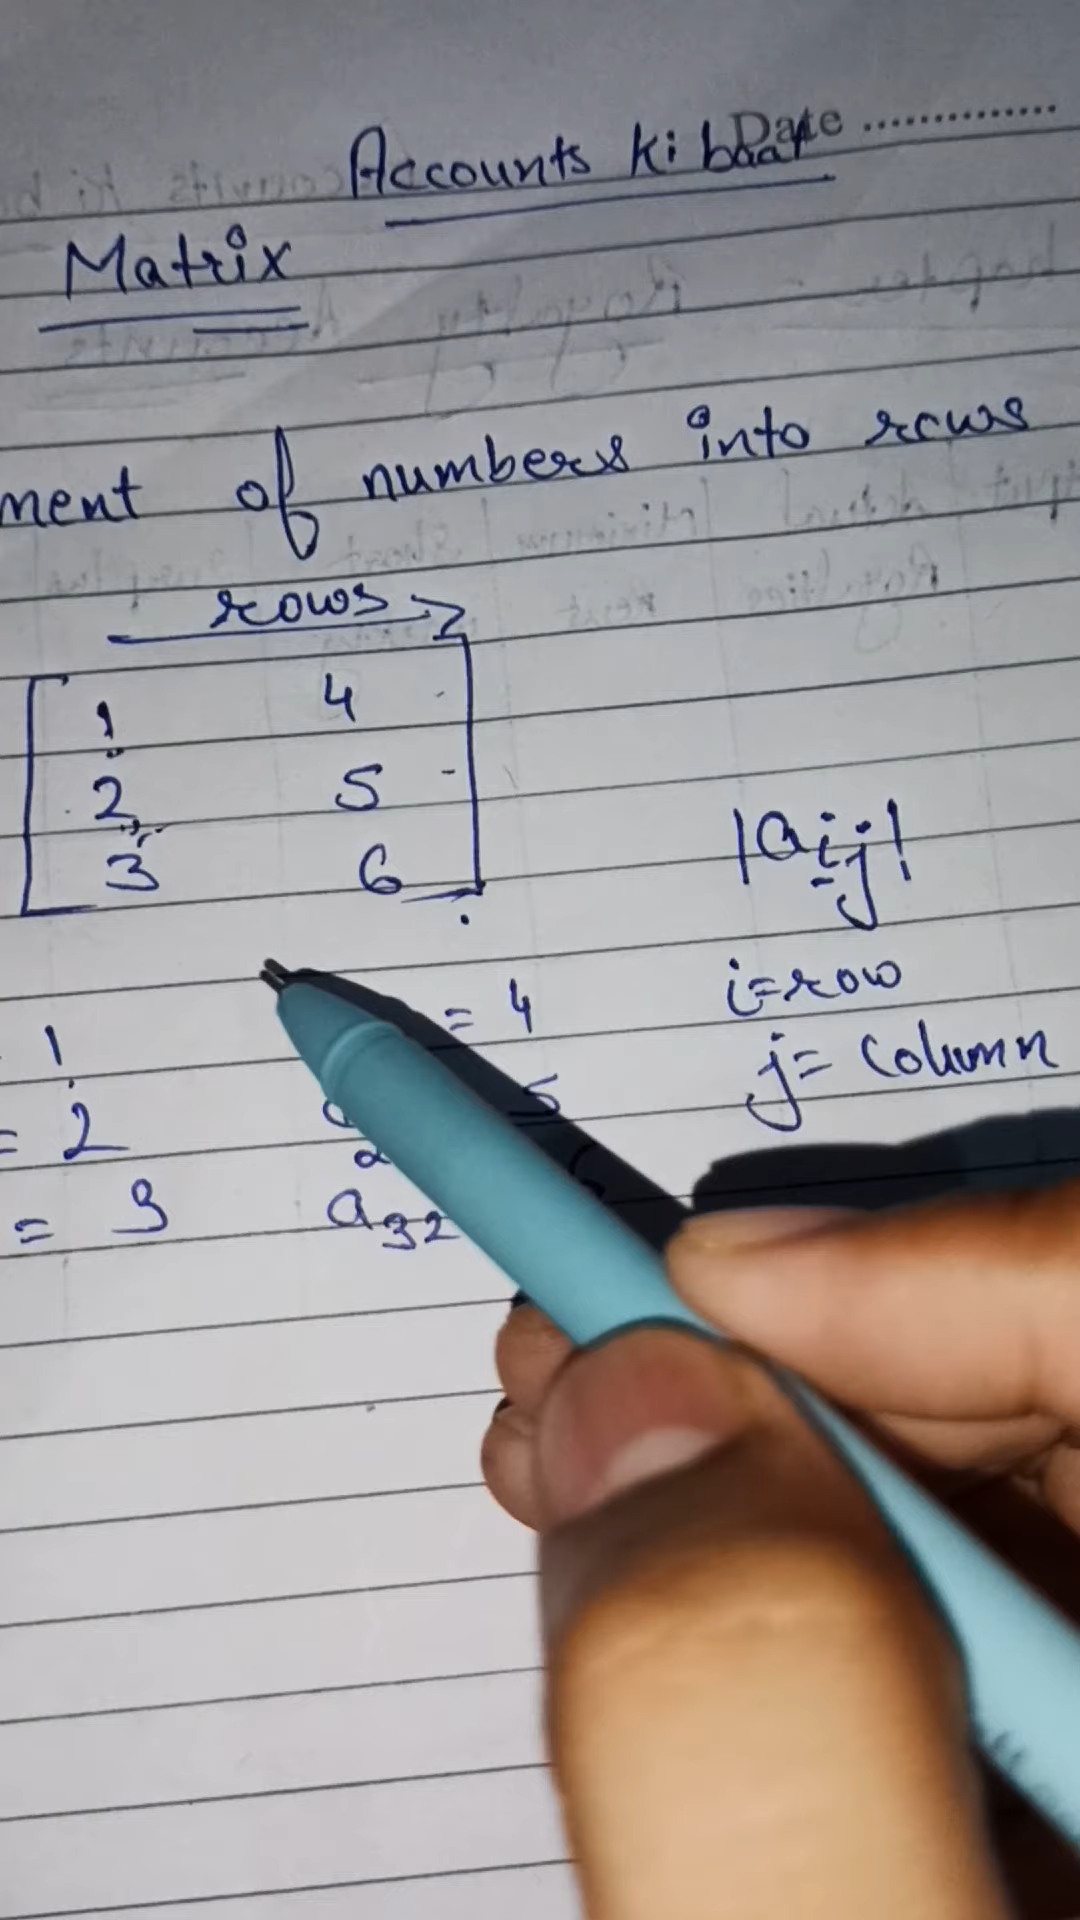 Date ..............
Accounts ki baat
Matrix
ment of numbers into rows
rows
1 4
2 5
3 6
|aij|
i=row
j= Column
1 = 4
= 2 5
= 3 a32